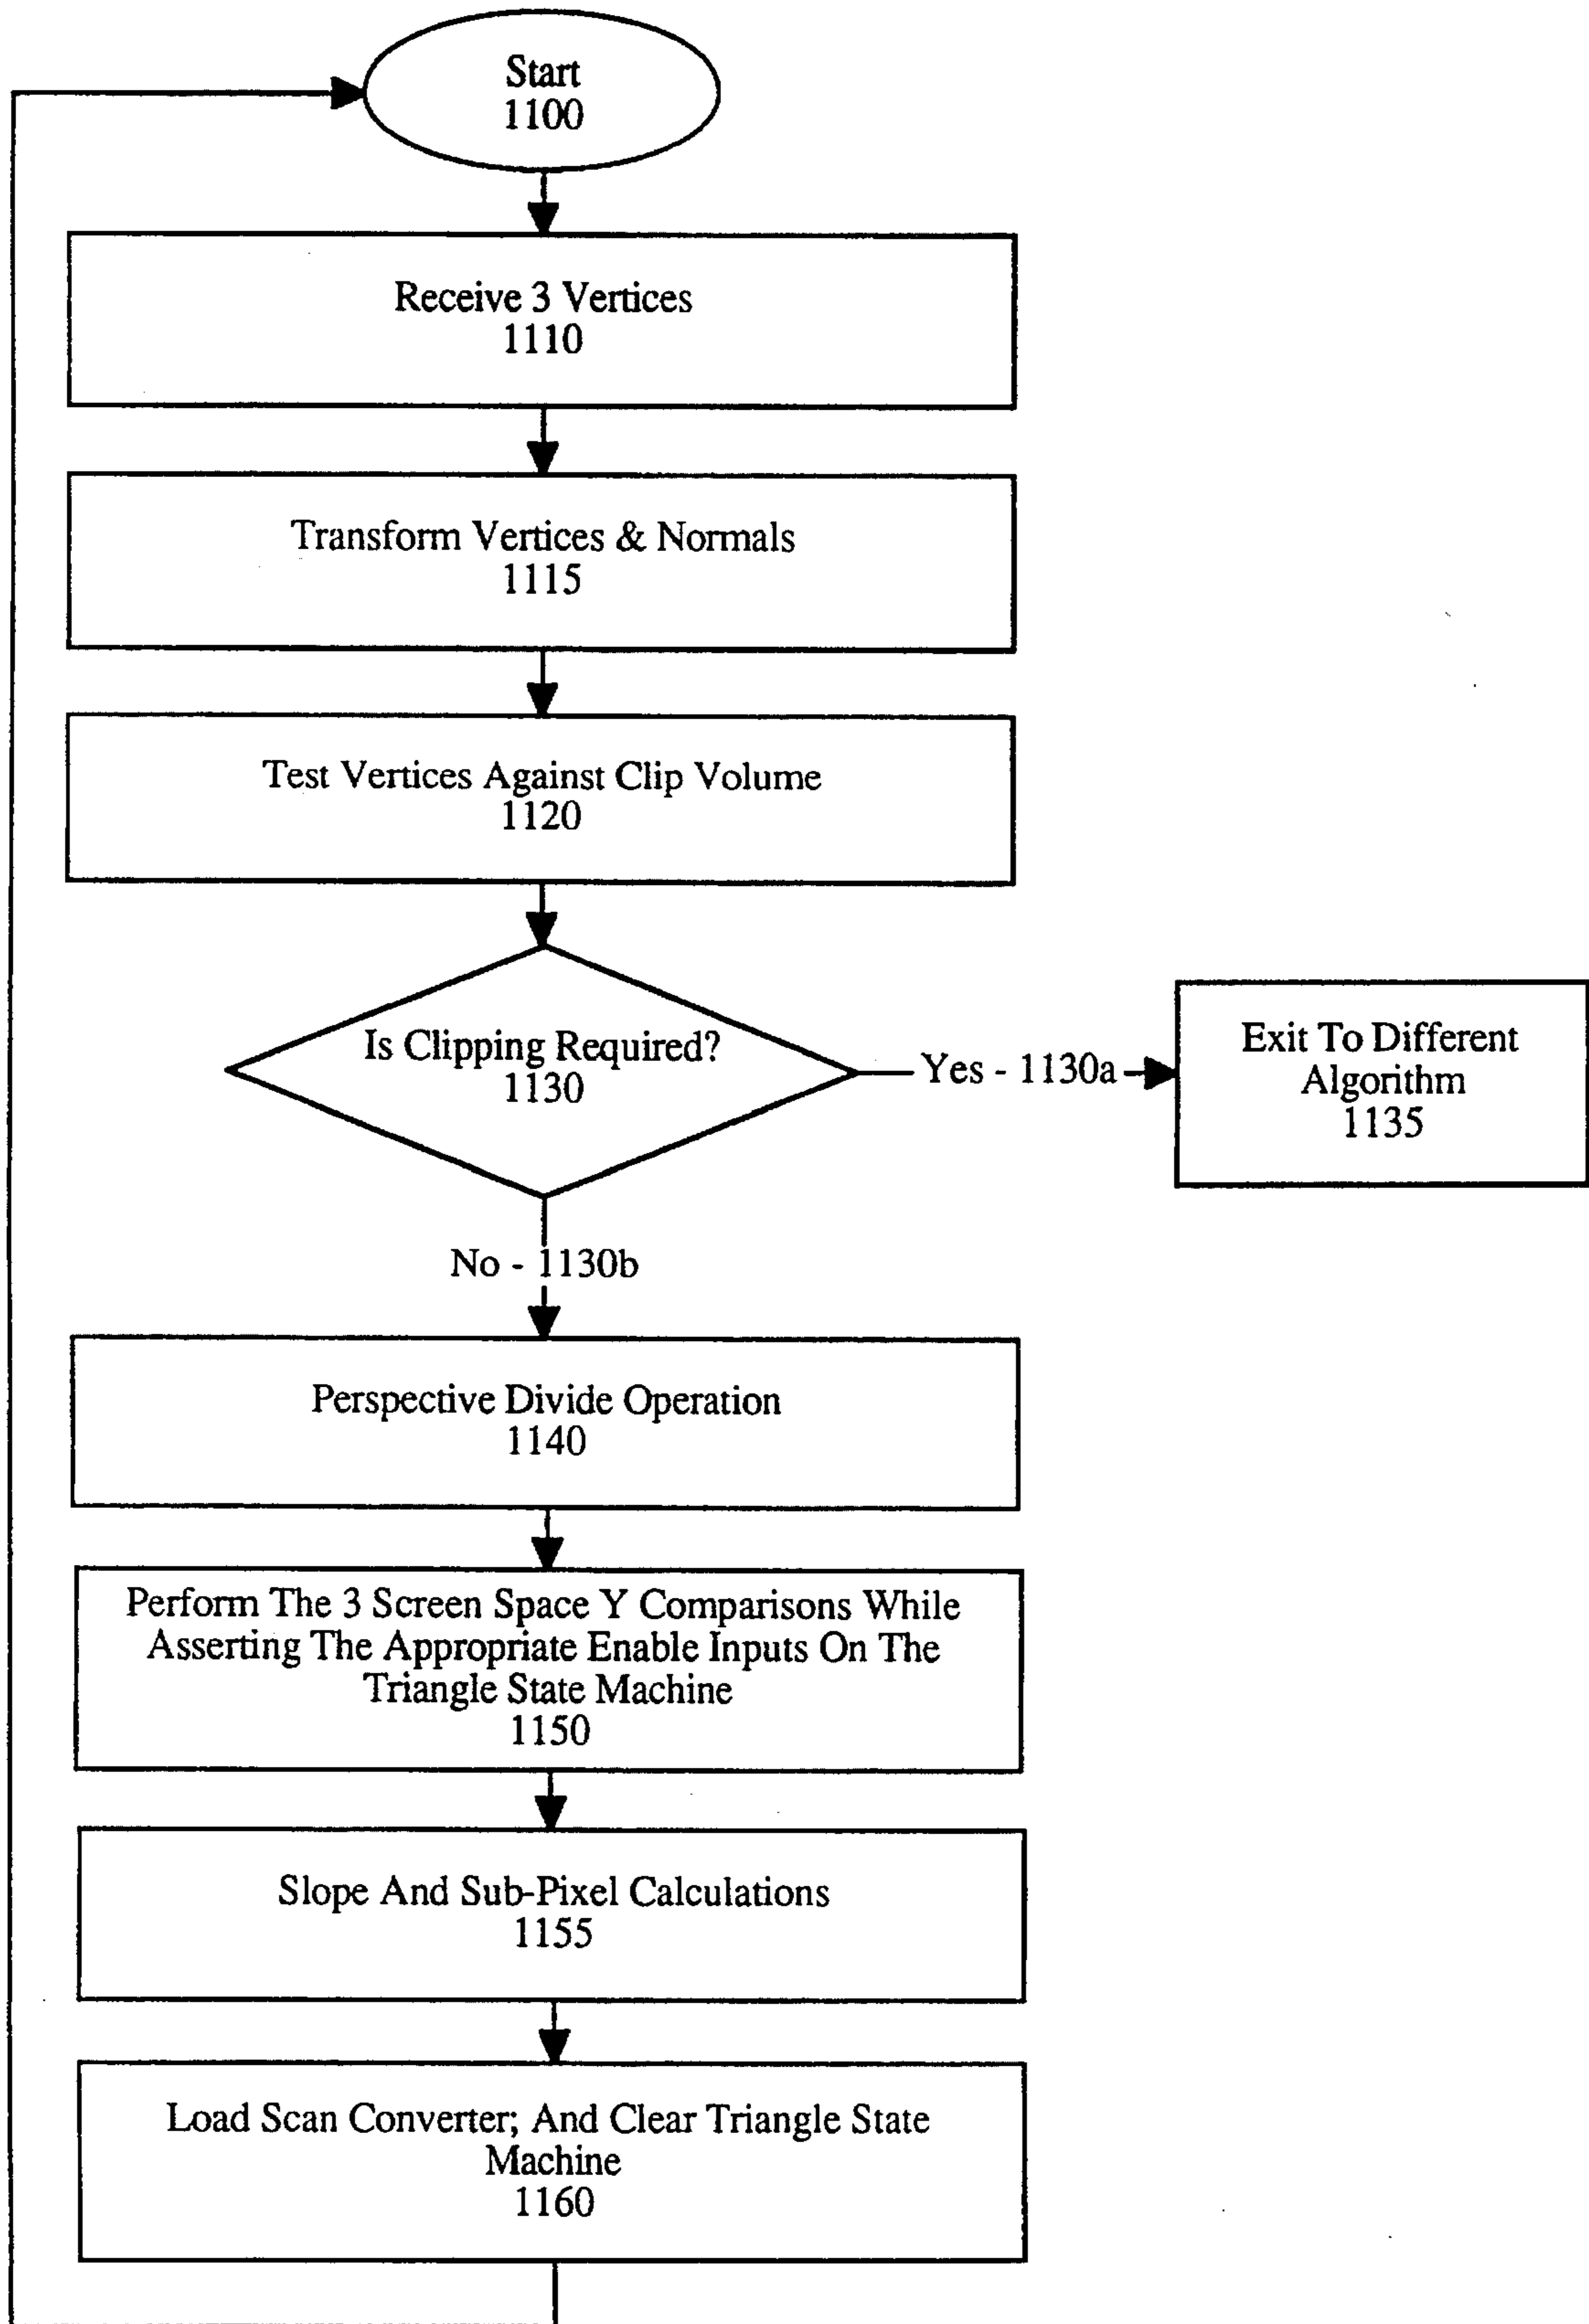 Start
1100
Receive 3 Vertices
1110
Transform Vertices & Normals
1115
Test Vertices Against Clip Volume
1120
Is Clipping Required?
1130
Yes - 1130a
Exit To Different
Algorithm
1135
No - 1130b
Perspective Divide Operation
1140
Perform The 3 Screen Space Y Comparisons While
Asserting The Appropriate Enable Inputs On The
Triangle State Machine
1150
Slope And Sub-Pixel Calculations
1155
Load Scan Converter; And Clear Triangle State
Machine
1160